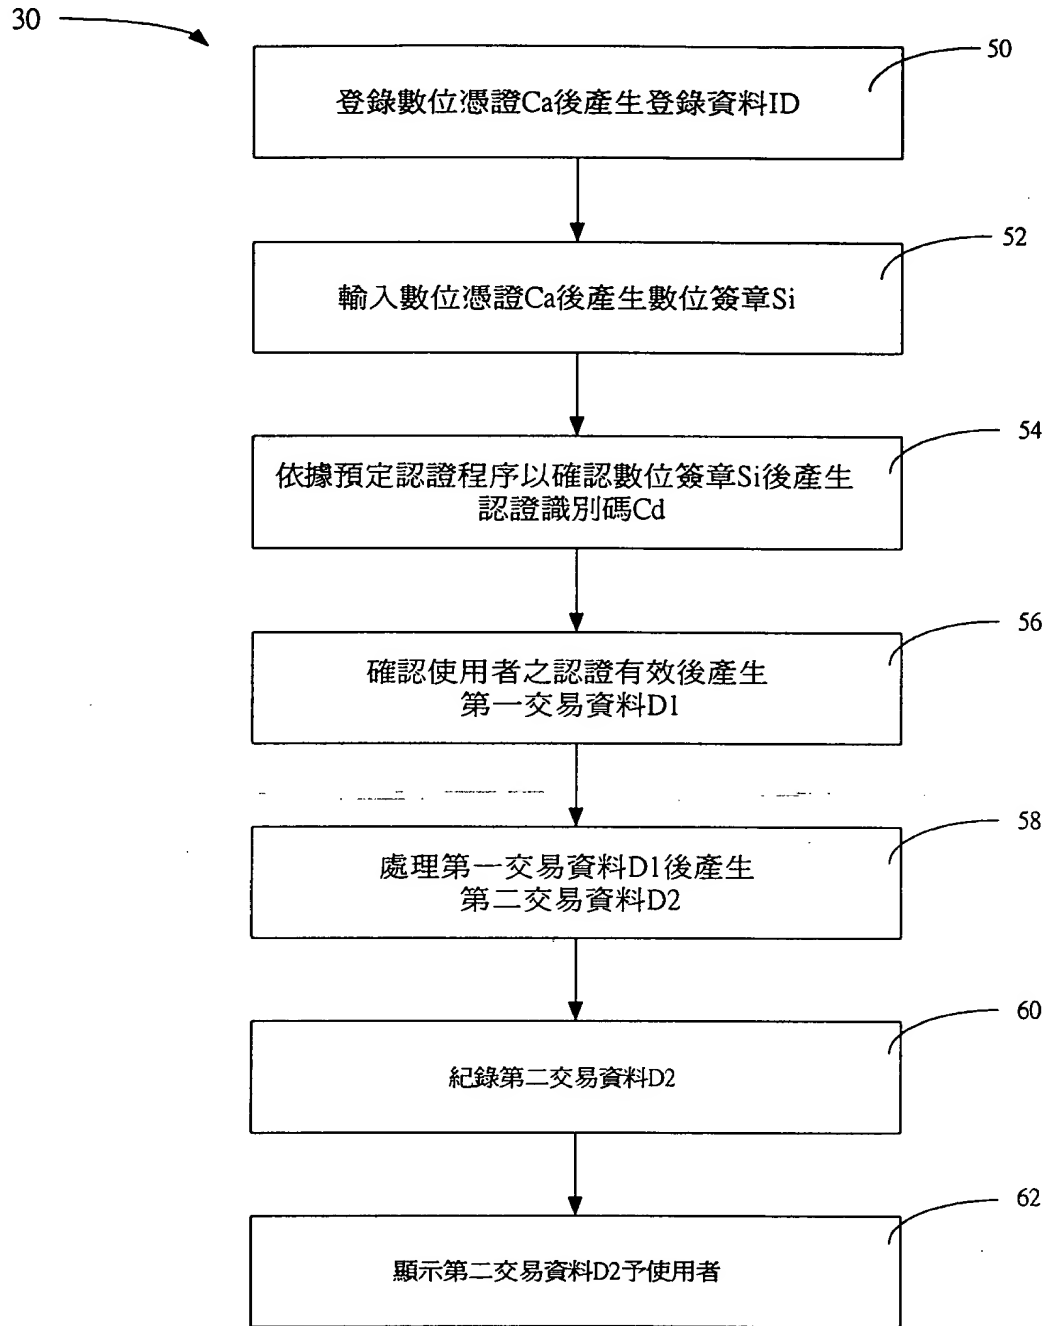 30
50
登錄數位憑證Ca後產生登錄資料ID
52
輸入數位憑證Ca後產生數位簽章Si
54
依據預定認證程序以確認數位簽章Si後產生
認證識別碼Cd
56
確認使用者之認證有效後產生
第一交易資料D1
58
處理第一交易資料D1後產生
第二交易資料D2
60
紀錄第二交易資料D2
62
顯示第二交易資料D2予使用者